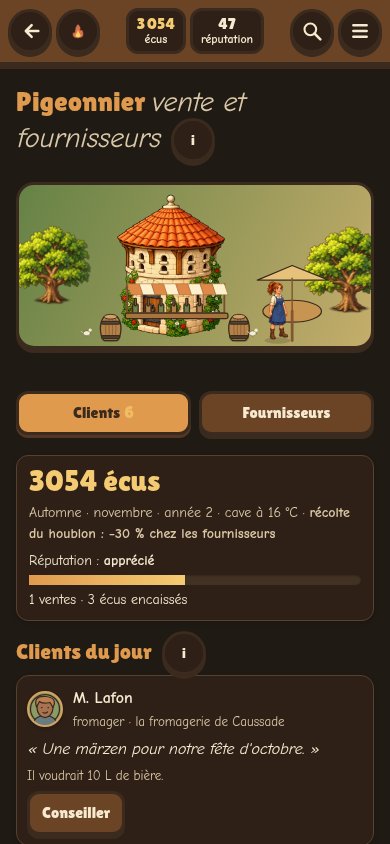 3054
écus
47
réputation
Pigeonnier vente et
fournisseurs i
Clients 6
Fournisseurs
3054 écus
Automne · novembre · année 2 · cave à 16 °C · récolte
du houblon : -30 % chez les fournisseurs
Réputation : apprécié
1 ventes · 3 écus encaissés
Clients du jour i
M. Lafon
fromager · la fromagerie de Caussade
« Une märzen pour notre fête d'octobre. »
Il voudrait 10 L de bière.
Conseiller